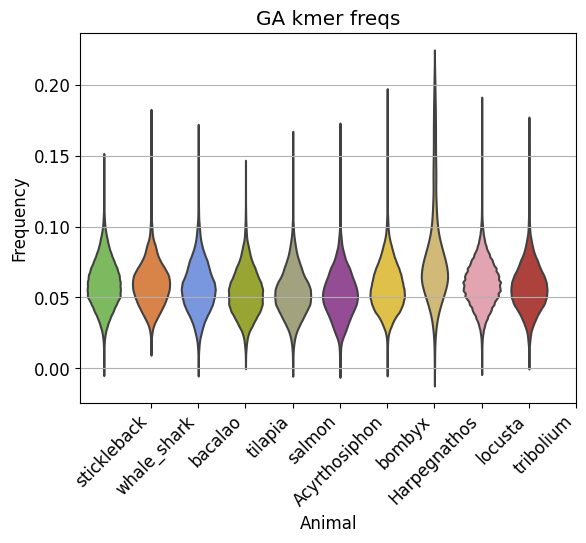 GA kmer freqs
Frequency
0.20
0.15
0.10
0.05
0.00
stickleback
whale_shark
bacalao
tilapia
salmon
Acyrthosiphon
bombyx
Harpegnathos
locusta
tribolium
Animal